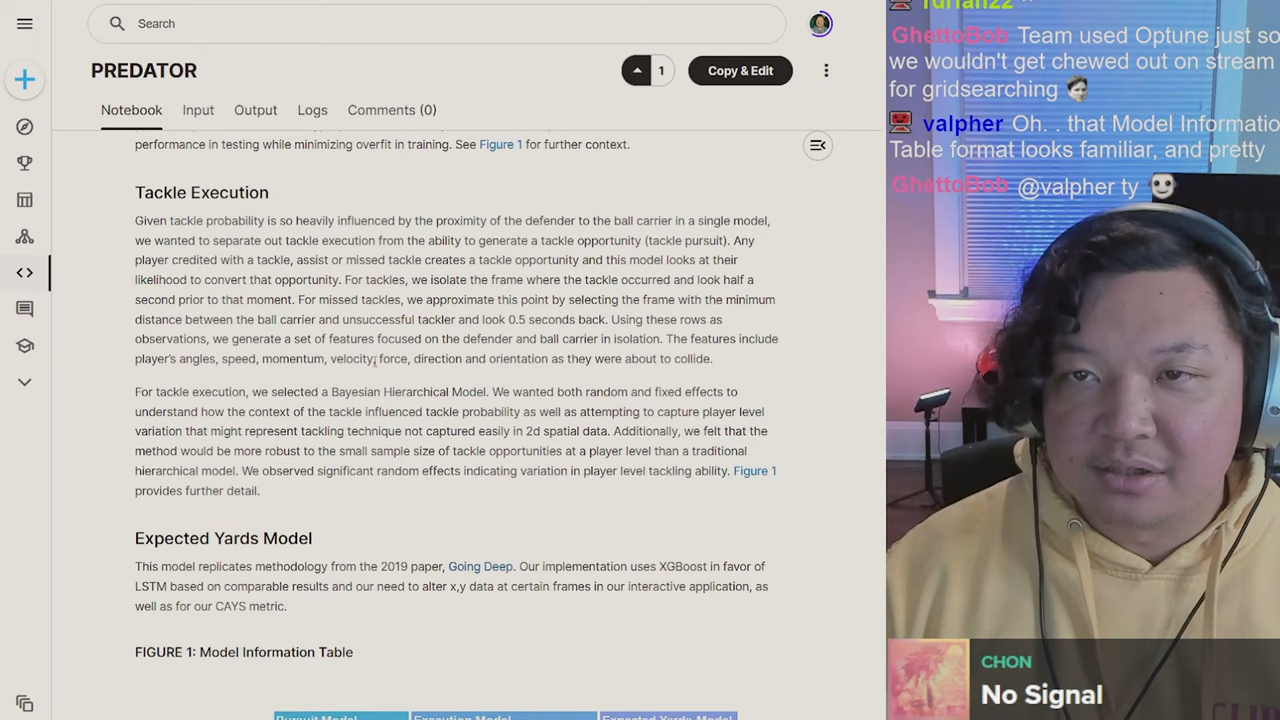 Search
PREDATOR
1
Copy & Edit
Notebook
Input
Output
Logs
Comments (0)
performance in testing while minimizing overfit in training. See Figure 1 for further context.
Tackle Execution
Given tackle probability is so heavily influenced by the proximity of the defender to the ball carrier in a single model,
we wanted to separate out tackle execution from the ability to generate a tackle opportunity (tackle pursuit). Any
player credited with a tackle, assist or missed tackle creates a tackle opportunity and this model looks at their
likelihood to convert that opportunity. For tackles, we isolate the frame where the tackle occurred and look half a
second prior to that moment. For missed tackles, we approximate this point by selecting the frame with the minimum
distance between the ball carrier and unsuccessful tackler and look 0.5 seconds back. Using these rows as
observations, we generate a set of features focused on the defender and ball carrier in isolation. The features include
player's angles, speed, momentum, velocity, force, direction and orientation as they were about to collide.
For tackle execution, we selected a Bayesian Hierarchical Model. We wanted both random and fixed effects to
understand how the context of the tackle influenced tackle probability as well as attempting to capture player level
variation that might represent tackling technique not captured easily in 2d spatial data. Additionally, we felt that the
method would be more robust to the small sample size of tackle opportunities at a player level than a traditional
hierarchical model. We observed significant random effects indicating variation in player level tackling ability. Figure 1
provides further detail.
Expected Yards Model
This model replicates methodology from the 2019 paper, Going Deep. Our implementation uses XGBoost in favor of
LSTM based on comparable results and our need to alter x,y data at certain frames in our interactive application, as
well as for our CAYS metric.
FIGURE 1: Model Information Table
Pursuit Model
Execution Model
Expected Yards Model
GhettoBob Team used Optune just so
we wouldn't get chewed out on stream
for gridsearching
valpher Oh. . that Model Informatio
Table format looks familiar, and pretty
GhettoBob @valpher ty
CHON
No Signal